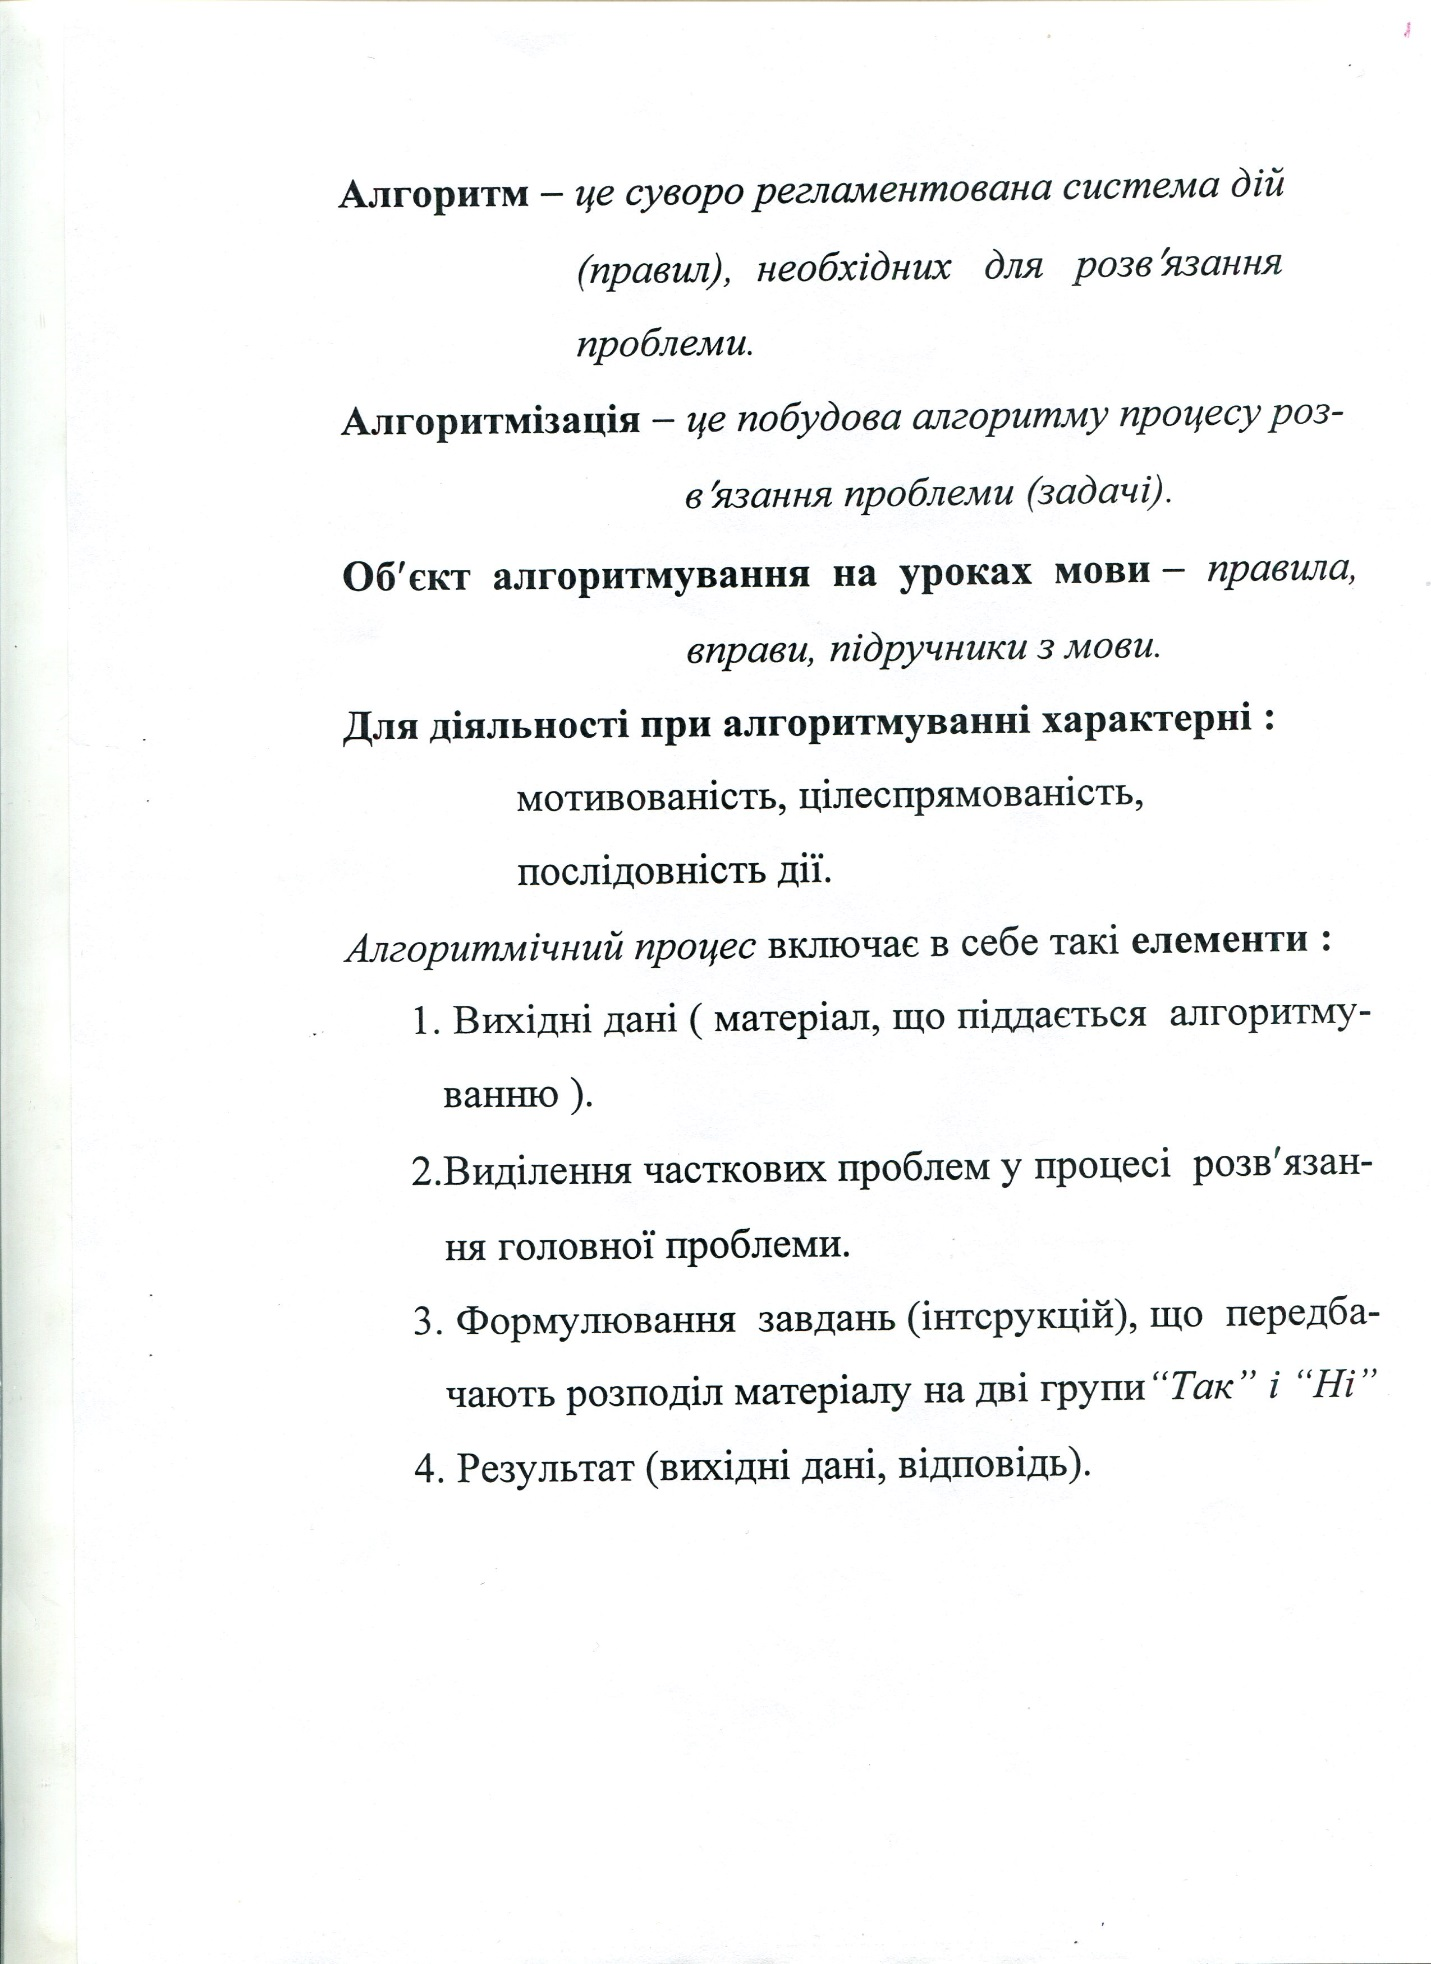 Алгоритм – це суворо регламентована система дій
(правил), необхідних для розв'язання
проблеми.
Алгоритмізація – це побудова алгоритму процесу роз-
в'язання проблеми (задачі).
Об'єкт алгоритмування на уроках мови – правила,
вправи, підручники з мови.
Для діяльності при алгоритмуванні характерні :
мотивованість, цілеспрямованість,
послідовність дії.
Алгоритмічний процес включає в себе такі елементи :
1. Вихідні дані ( матеріал, що піддається алгоритму-
ванню ).
2.Виділення часткових проблем у процесі розв'язан-
ня головної проблеми.
3. Формулювання завдань (інтсрукцій), що передба-
чають розподіл матеріалу на дві групи “Так” і “Ні”
4. Результат (вихідні дані, відповідь).